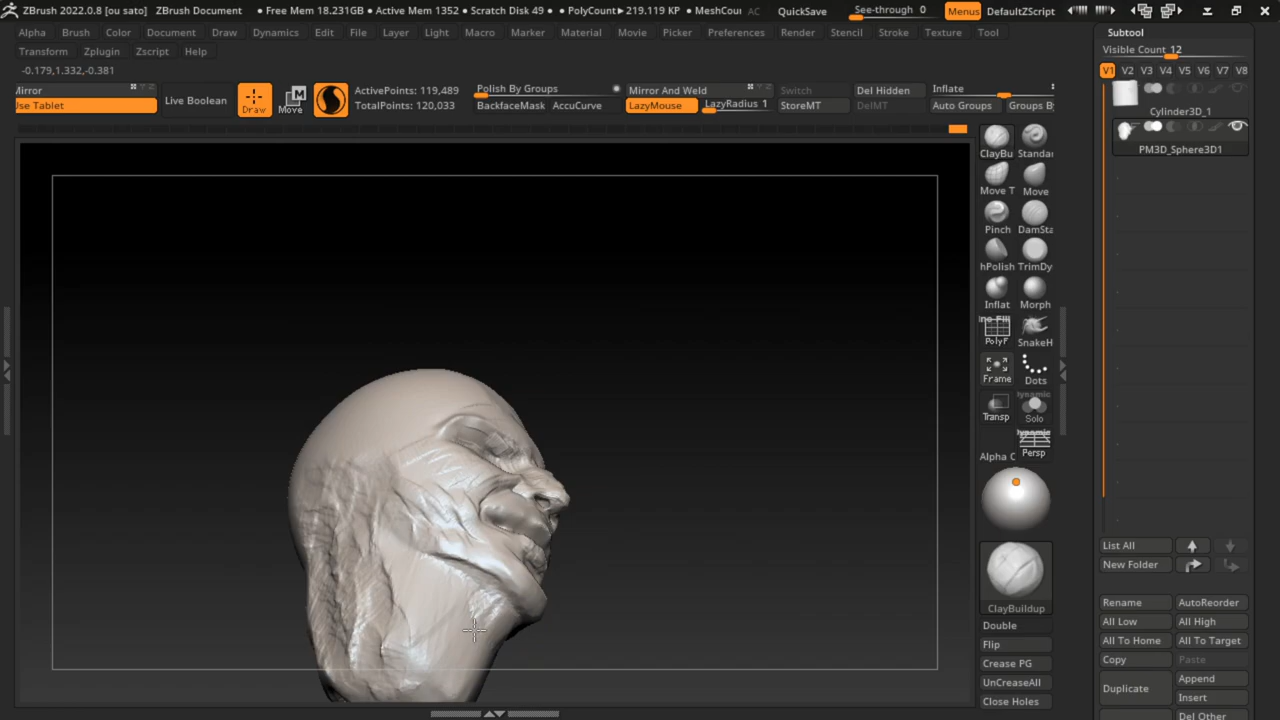 ZBrush 2022.0.8 [ou sato] ZBrush Document • Free Mem 18.231GB • Active Mem 1352 • Scratch Disk 49 • • PolyCount▸ 219.119 KP • MeshCou AC QuickSave See-through 0 Menus DefaultZScript
Alpha Brush Color Document Draw Dynamics Edit File Layer Light Macro Marker Material Movie Picker Preferences Render Stencil Stroke Texture Tool
Transform Zplugin Zscript Help
-0.179,1.332,-0.381
Mirror
Use Tablet
Live Boolean
Draw
Move
ActivePoints: 119,489
TotalPoints: 120,033
Polish By Groups
BackfaceMask AccuCurve
Mirror And Weld
LazyMouse LazyRadius 1
Switch
StoreMT
Del Hidden
DelMT
Inflate
Auto Groups Groups By
ClayBu Standar
Move T Move
Pinch DamSta
hPolish TrimDy
Inflat Morph
PolyF SnakeH
Frame Dots
Dynamic
Transp Solo
Dynamic
Persp
Alpha C
ClayBuildup
Double
Flip
Crease PG
UnCreaseAll
Close Holes
Subtool
Visible Count 12
V1 V2 V3 V4 V5 V6 V7 V8
Cylinder3D_1
PM3D_Sphere3D1
List All
New Folder
Rename AutoReorder
All Low All High
All To Home All To Target
Copy Paste
Duplicate Append
Insert
Del Other